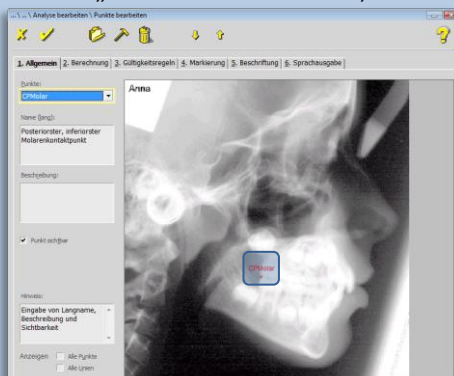 ...\ ... \ Analyse bearbeiten \ Punkte bearbeiten
1. Allgemein
2. Berechnung
3. Gültigkeitsregeln
4. Markierung
5. Beschriftung
6. Sprachausgabe
Punkte:
CPMolar
Name (lang):
Posteriorster, inferiorster
Molarenkontaktpunkt
Beschreibung:
Punkt sichtbar
Hinweis:
Eingabe von Langname,
Beschreibung und
Sichtbarkeit
Anzeigen:
Alle Punkte
Alle Linien
Anna
CPMolar